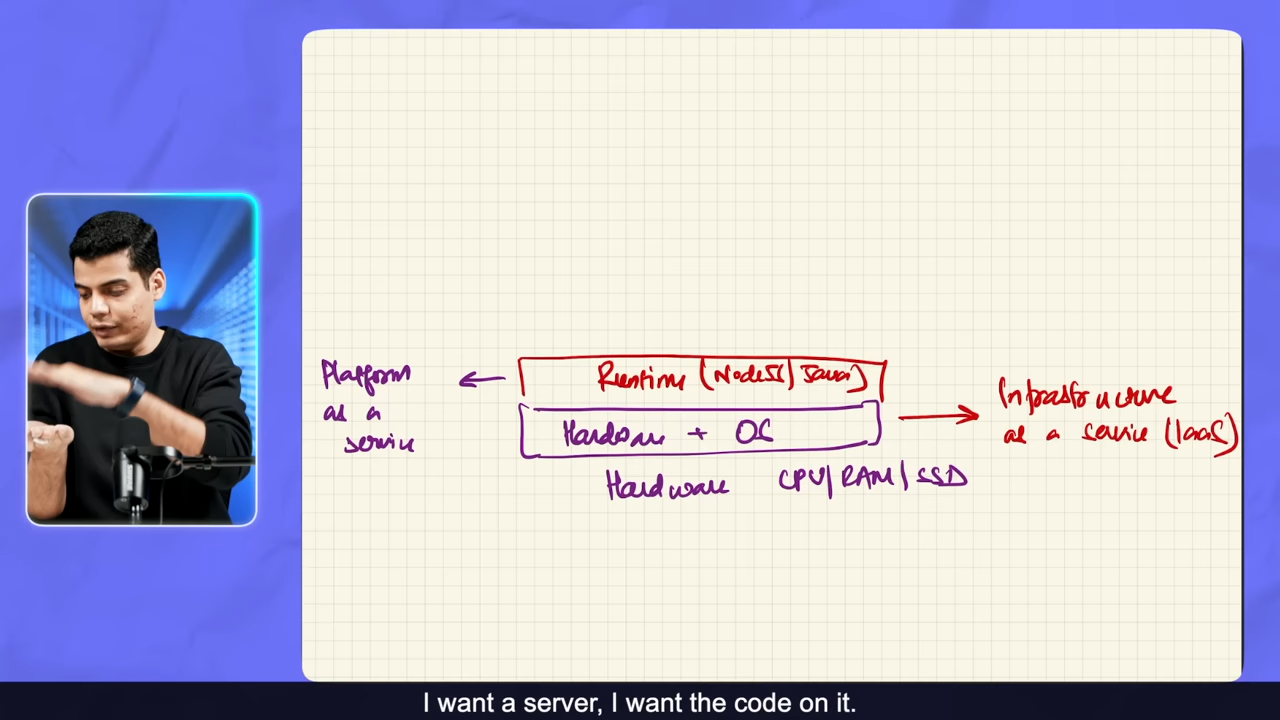 Platform
as a
service
Runtime (NodeJS | Java)
Hardware + OS
Hardware CPU/RAM/SSD
Infrastructure
as a service (IaaS)
I want a server, I want the code on it.